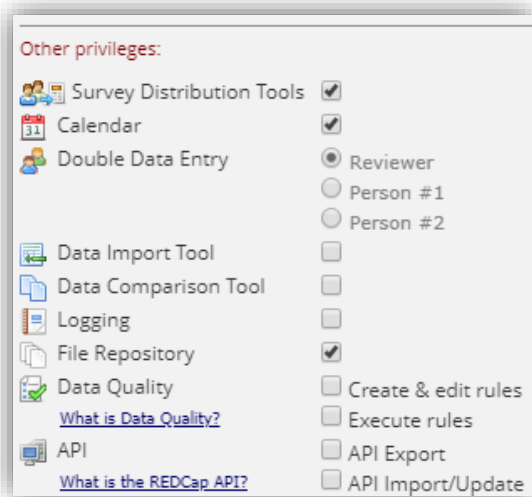 Other privileges:
Survey Distribution Tools
31 Calendar
Double Data Entry Reviewer
Person #1
Person #2
Data Import Tool
Data Comparison Tool
Logging
File Repository
Data Quality Create & edit rules
What is Data Quality? Execute rules
API API Export
What is the REDCap API? API Import/Update